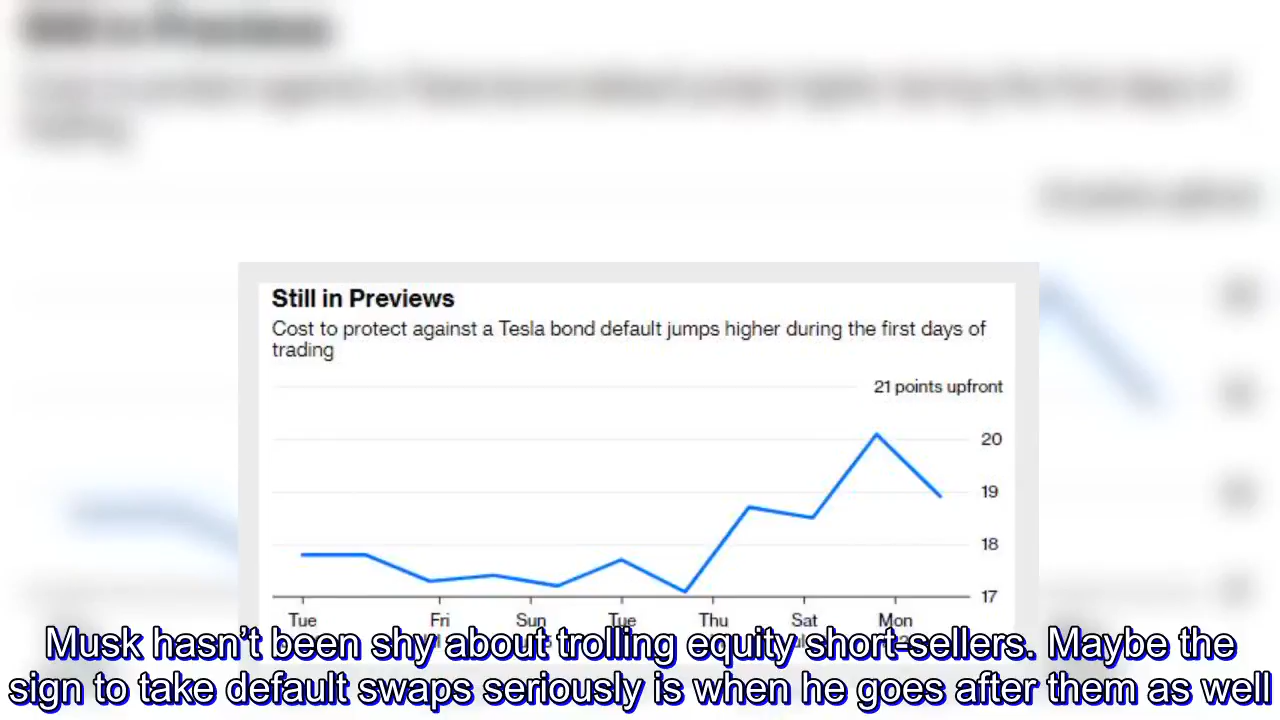 Still in Previews
Cost to protect against a Tesla bond default jumps higher during the first days of
trading
21 points upfront
20
19
18
17
Tue Fri Sun Tue Thu Sat Mon
Musk hasn’t been shy about trolling equity short-sellers. Maybe the
sign to take default swaps seriously is when he goes after them as well